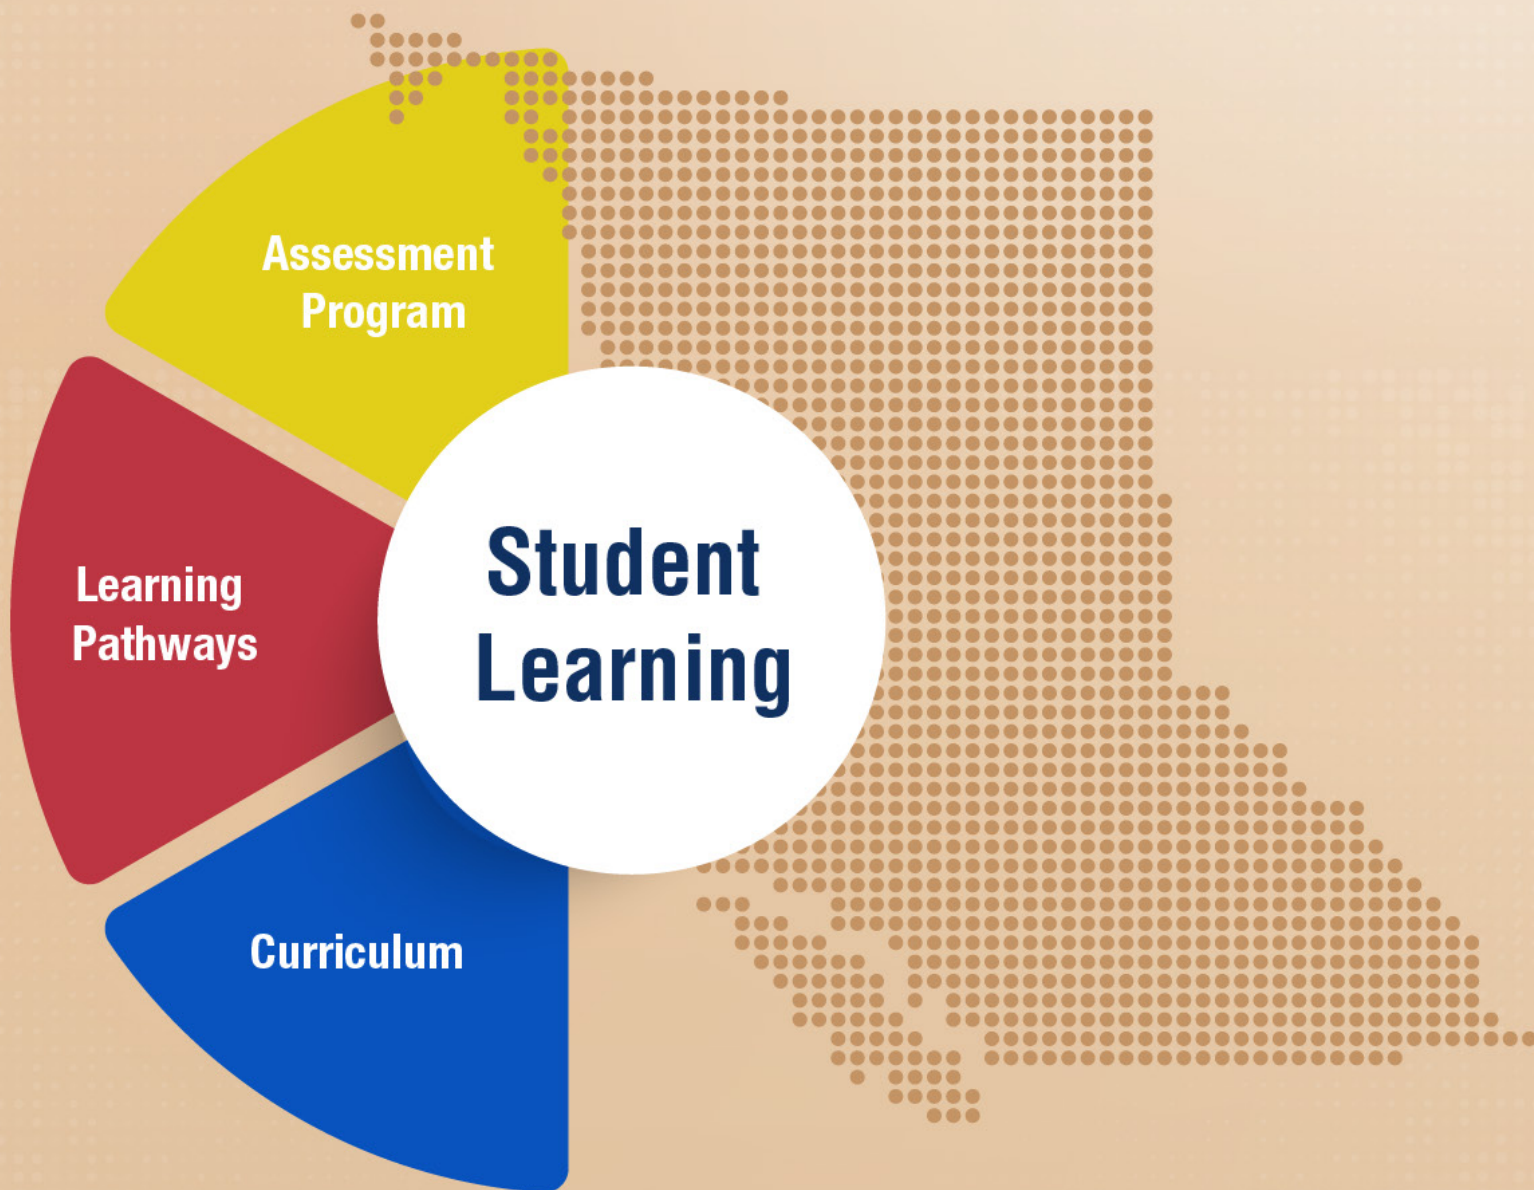 Assessment
Program
Learning
Pathways
Student
Learning
Curriculum